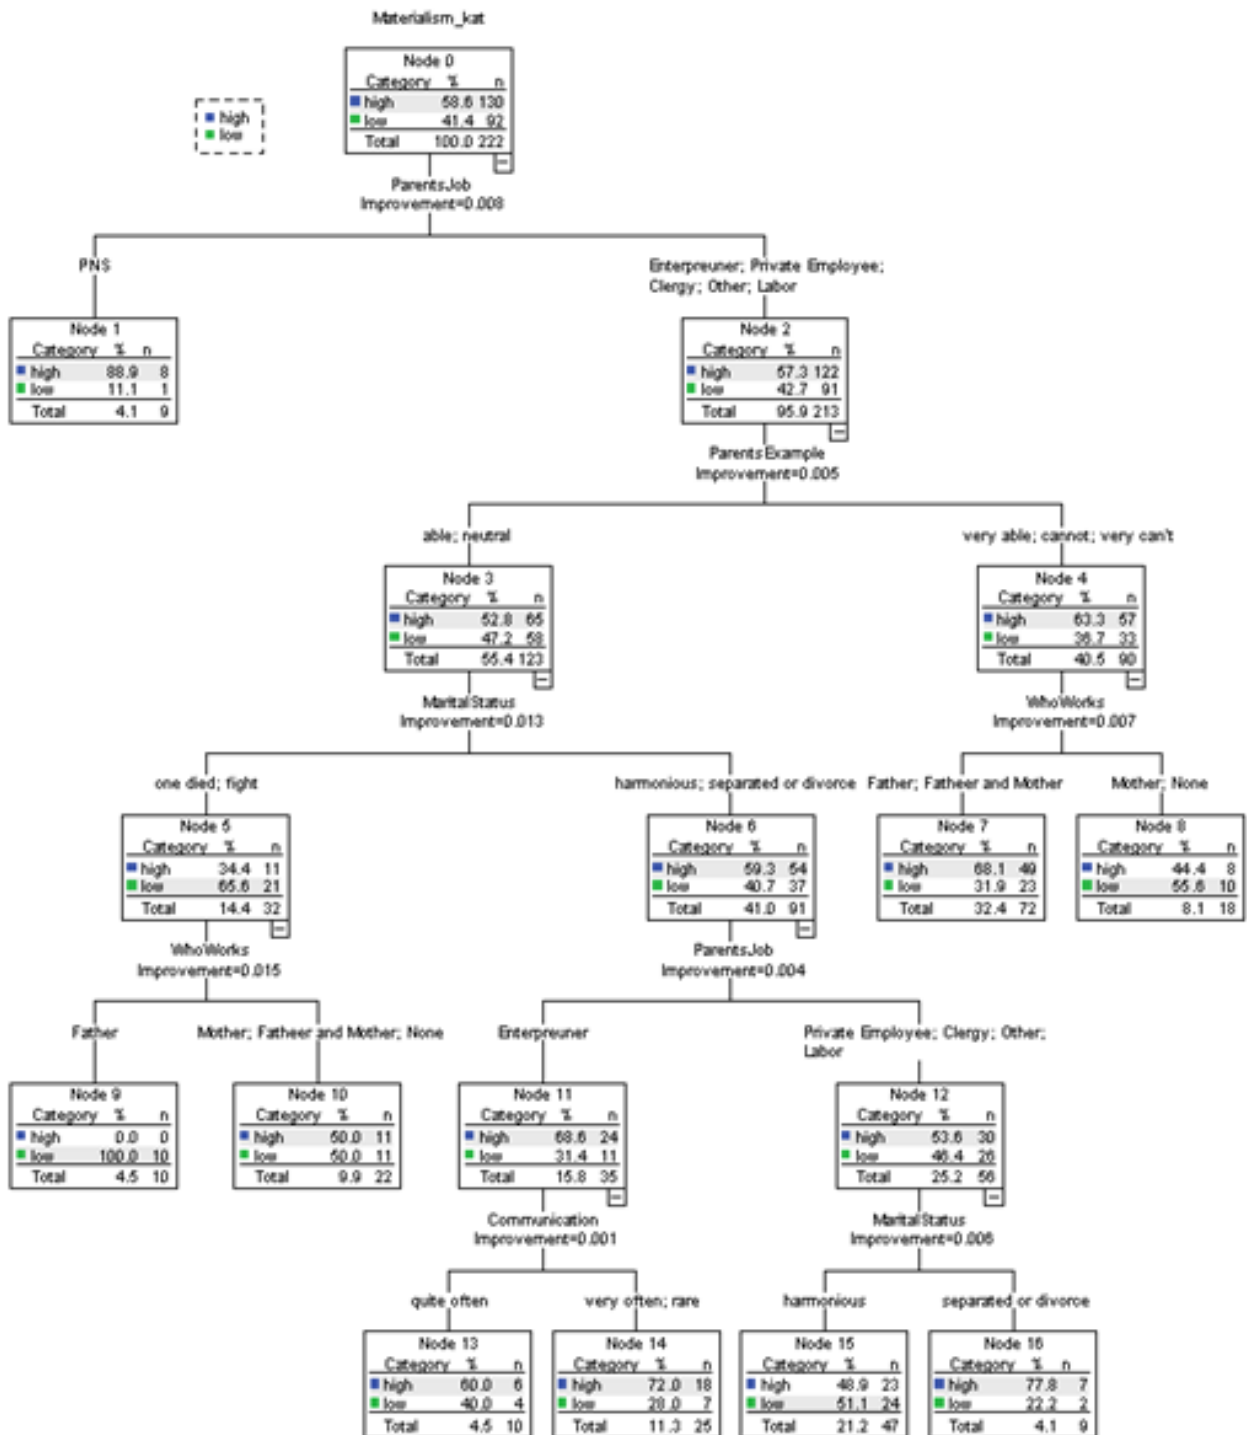 Materialism_kat
high
low
Node 0
Category % n
high 58.6 130
low 41.4 92
Total 100.0 222
ParentsJob
Improvement=0.008
PNS
Enterpreuner; Private Employee;
Clergy; Other; Labor
Node 1
Category % n
high 88.9 8
low 11.1 1
Total 4.1 9
Node 2
Category % n
high 57.3 122
low 42.7 91
Total 95.9 213
ParentsExample
Improvement=0.005
able; neutral
very able; cannot; very can't
Node 3
Category % n
high 52.8 65
low 47.2 58
Total 55.4 123
Node 4
Category % n
high 63.3 57
low 36.7 33
Total 40.5 90
MaritalStatus
Improvement=0.013
WhoWorks
Improvement=0.007
one died; fight
harmonious; separated or divorce
Father; Fatheer and Mother
Mother; None
Node 5
Category % n
high 34.4 11
low 65.6 21
Total 14.4 32
Node 6
Category % n
high 59.3 54
low 40.7 37
Total 41.0 91
Node 7
Category % n
high 68.1 49
low 31.9 23
Total 32.4 72
Node 8
Category % n
high 44.4 8
low 55.6 10
Total 8.1 18
WhoWorks
Improvement=0.015
ParentsJob
Improvement=0.004
Father
Mother; Fatheer and Mother; None
Enterpreuner
Private Employee; Clergy; Other;
Labor
Node 9
Category % n
high 0.0 0
low 100.0 10
Total 4.5 10
Node 10
Category % n
high 50.0 11
low 50.0 11
Total 9.9 22
Node 11
Category % n
high 68.6 24
low 31.4 11
Total 15.8 35
Node 12
Category % n
high 53.6 30
low 46.4 26
Total 25.2 56
Communication
Improvement=0.001
MaritalStatus
Improvement=0.006
quite often
very often; rare
harmonious
separated or divorce
Node 13
Category % n
high 60.0 6
low 40.0 4
Total 4.5 10
Node 14
Category % n
high 72.0 18
low 28.0 7
Total 11.3 25
Node 15
Category % n
high 48.9 23
low 51.1 24
Total 21.2 47
Node 16
Category % n
high 77.8 7
low 22.2 2
Total 4.1 9